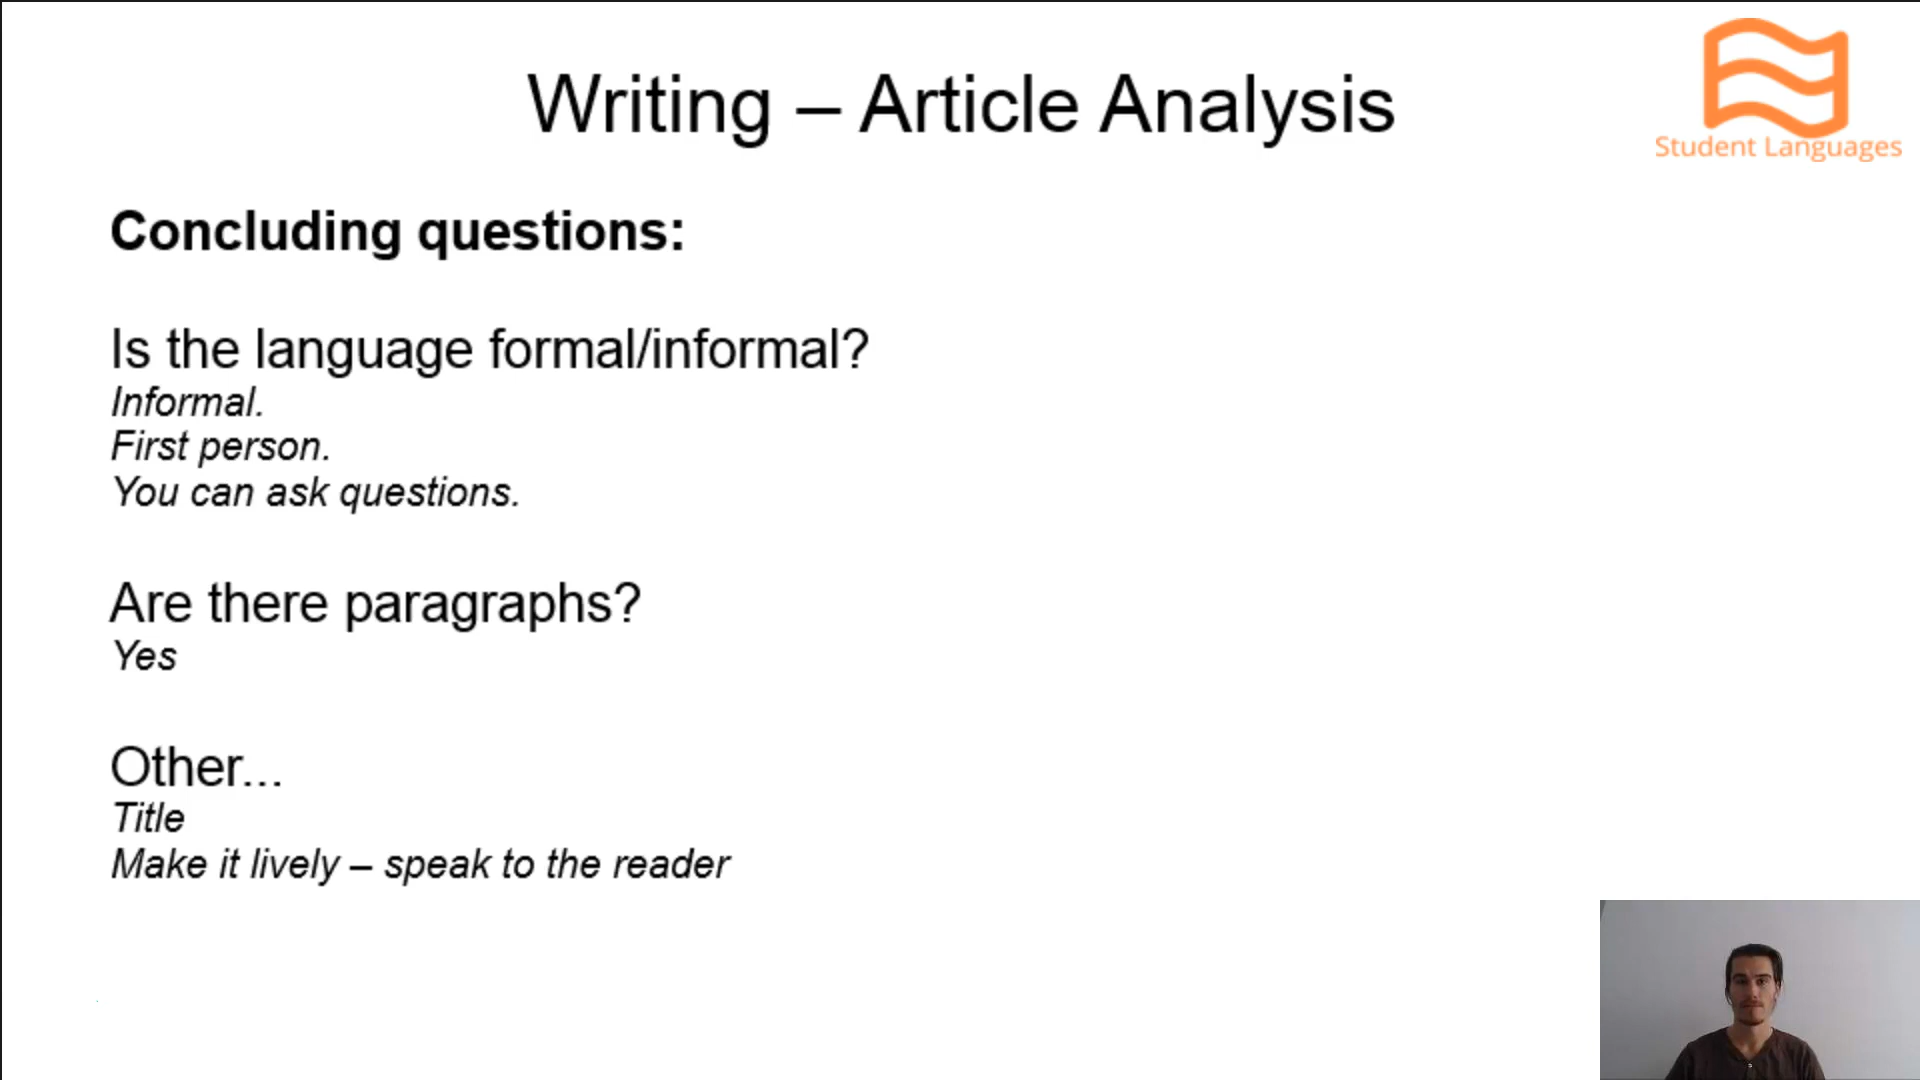 Writing – Article Analysis
Student Languages
Concluding questions:
Is the language formal/informal?
Informal.
First person.
You can ask questions.
Are there paragraphs?
Yes
Other...
Title
Make it lively – speak to the reader